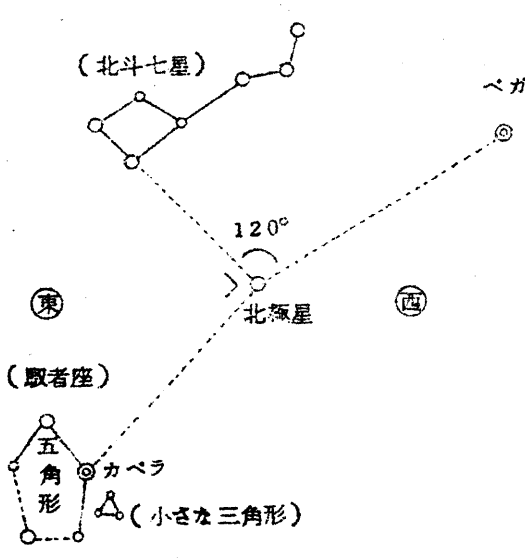 (北斗七星)
ベガ
120°
北極星
東
西
(馭者座)
五角形
カペラ
(小さな三角形)